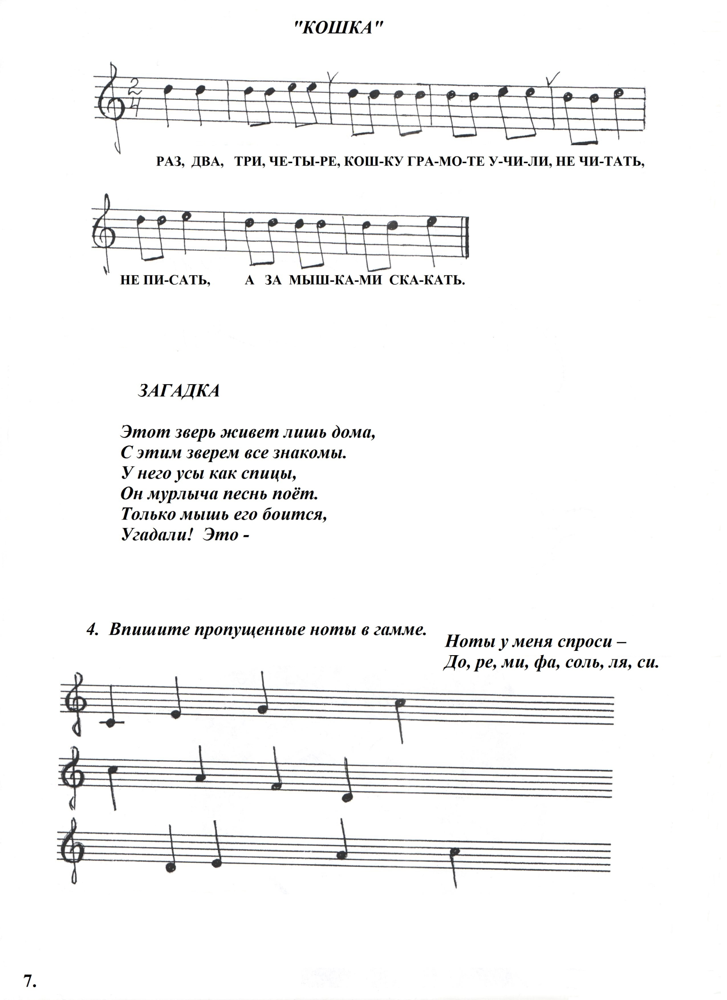 "КОШКА"
2
4
РАЗ, ДВА, ТРИ, ЧЕ-ТЫ-РЕ, КОШ-КУ ГРА-МО-ТЕ У-ЧИ-ЛИ, НЕ ЧИ-ТАТЬ,
НЕ ПИ-САТЬ, А ЗА МЫШ-КА-МИ СКА-КАТЬ.
ЗАГАДКА
Этот зверь живет лишь дома,
С этим зверем все знакомы.
У него усы как спицы,
Он мурлыча песнь поёт.
Только мышь его боится,
Угадали! Это -
4. Впишите пропущенные ноты в гамме.
Ноты у меня спроси –
До, ре, ми, фа, соль, ля, си.
7.